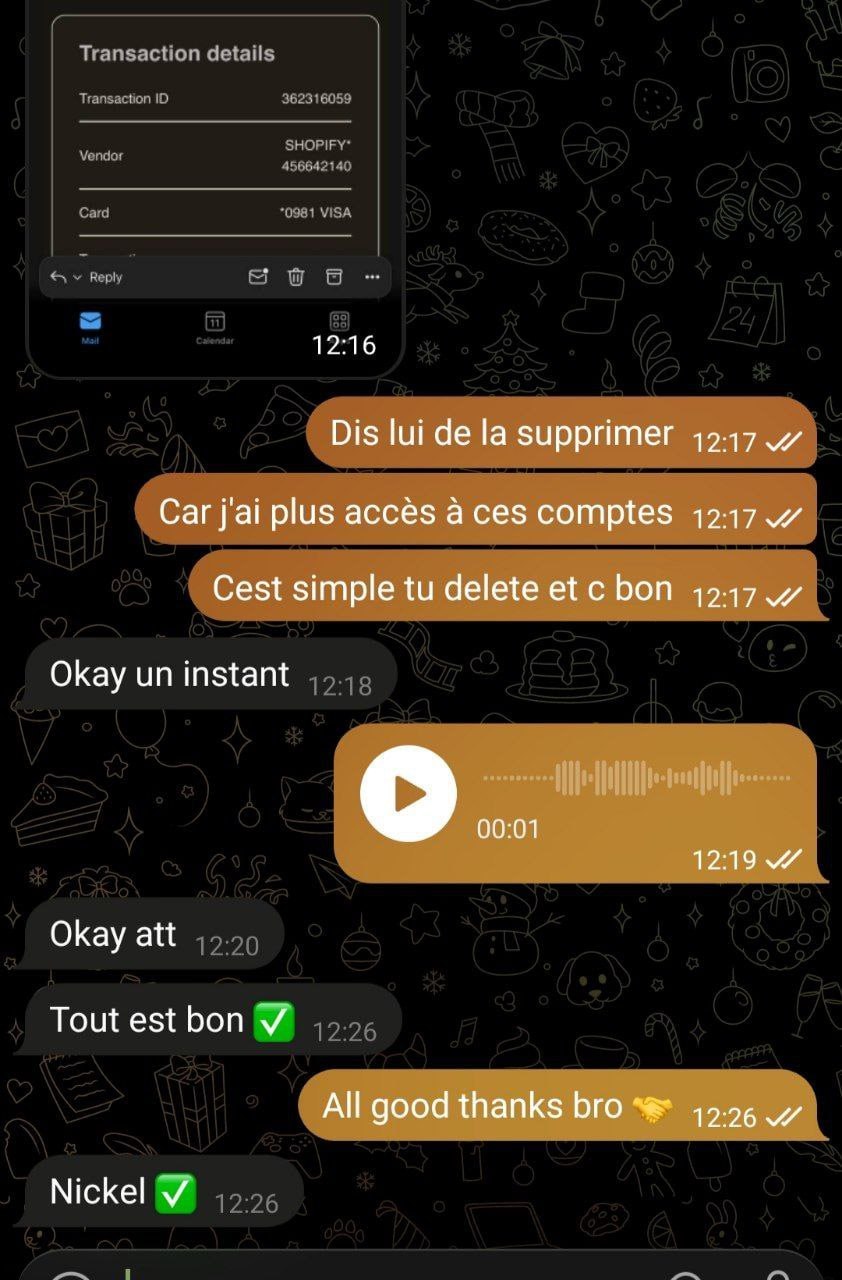 Transaction details
Transaction ID 362316059
Vendor SHOPIFY*
456642140
Card *0981 VISA
Reply
Mail 11 Calendar
12:16
24
Dis lui de la supprimer 12:17
Car j'ai plus accès à ces comptes 12:17
Cest simple tu delete et c bon 12:17
Okay un instant 12:18
00:01
12:19
Okay att 12:20
Tout est bon ✅ 12:26
All good thanks bro 🤝 12:26
Nickel ✅ 12:26